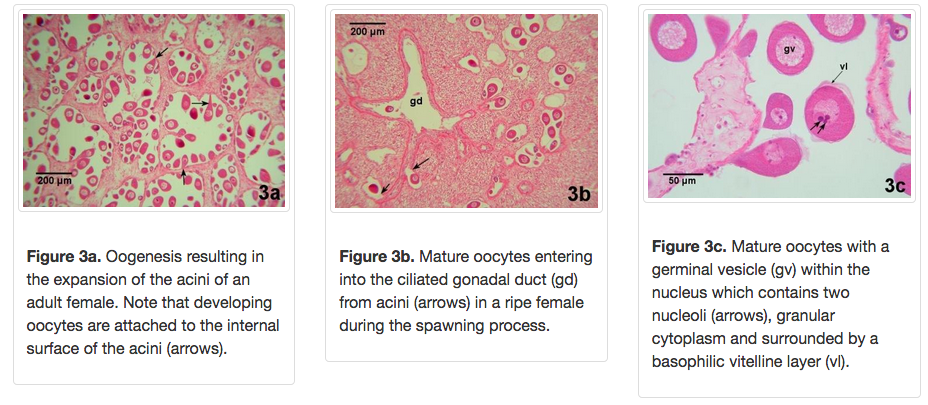 200 µm
3a
Figure 3a. Oogenesis resulting in
the expansion of the acini of an
adult female. Note that developing
oocytes are attached to the internal
surface of the acini (arrows).
200 µm
gd
3b
Figure 3b. Mature oocytes entering
into the ciliated gonadal duct (gd)
from acini (arrows) in a ripe female
during the spawning process.
gv
vl
50 µm
3c
Figure 3c. Mature oocytes with a
germinal vesicle (gv) within the
nucleus which contains two
nucleoli (arrows), granular
cytoplasm and surrounded by a
basophilic vitelline layer (vl).